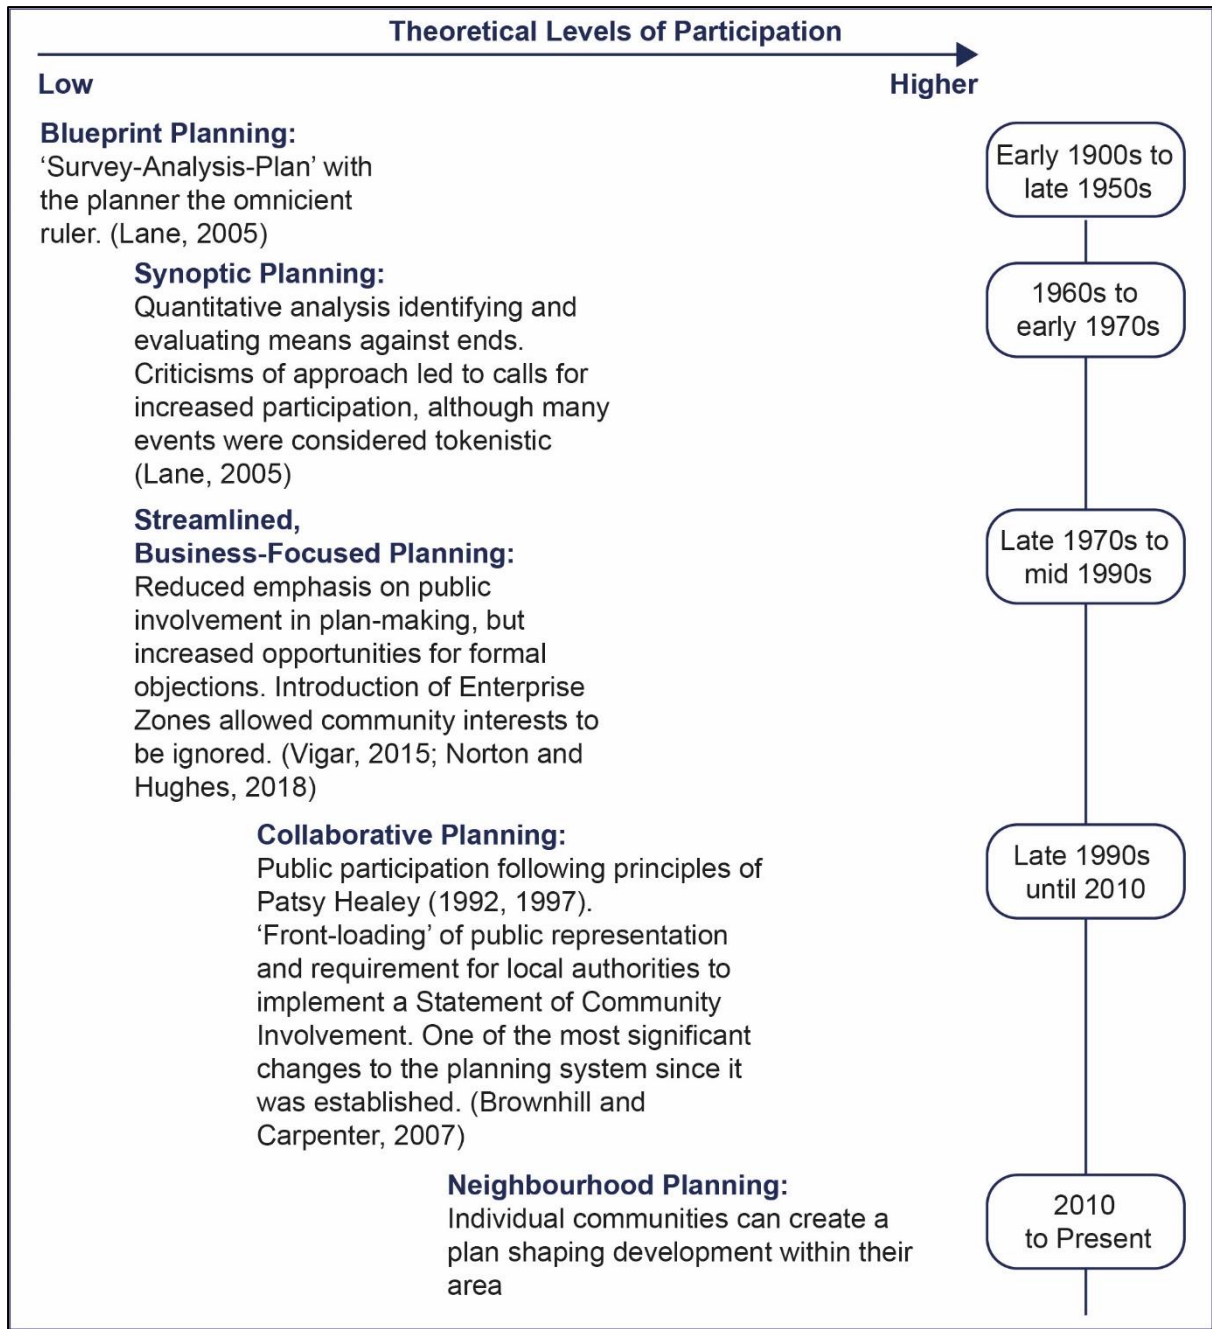 Theoretical Levels of Participation
Low
Higher
Blueprint Planning:
‘Survey-Analysis-Plan’ with
the planner the omnicient
ruler. (Lane, 2005)
Early 1900s to
late 1950s
Synoptic Planning:
Quantitative analysis identifying and
evaluating means against ends.
Criticisms of approach led to calls for
increased participation, although many
events were considered tokenistic
(Lane, 2005)
1960s to
early 1970s
Streamlined,
Business-Focused Planning:
Reduced emphasis on public
involvement in plan-making, but
increased opportunities for formal
objections. Introduction of Enterprise
Zones allowed community interests to
be ignored. (Vigar, 2015; Norton and
Hughes, 2018)
Late 1970s to
mid 1990s
Collaborative Planning:
Public participation following principles of
Patsy Healey (1992, 1997).
‘Front-loading’ of public representation
and requirement for local authorities to
implement a Statement of Community
Involvement. One of the most significant
changes to the planning system since it
was established. (Brownhill and
Carpenter, 2007)
Late 1990s
until 2010
Neighbourhood Planning:
Individual communities can create a
plan shaping development within their
area
2010
to Present